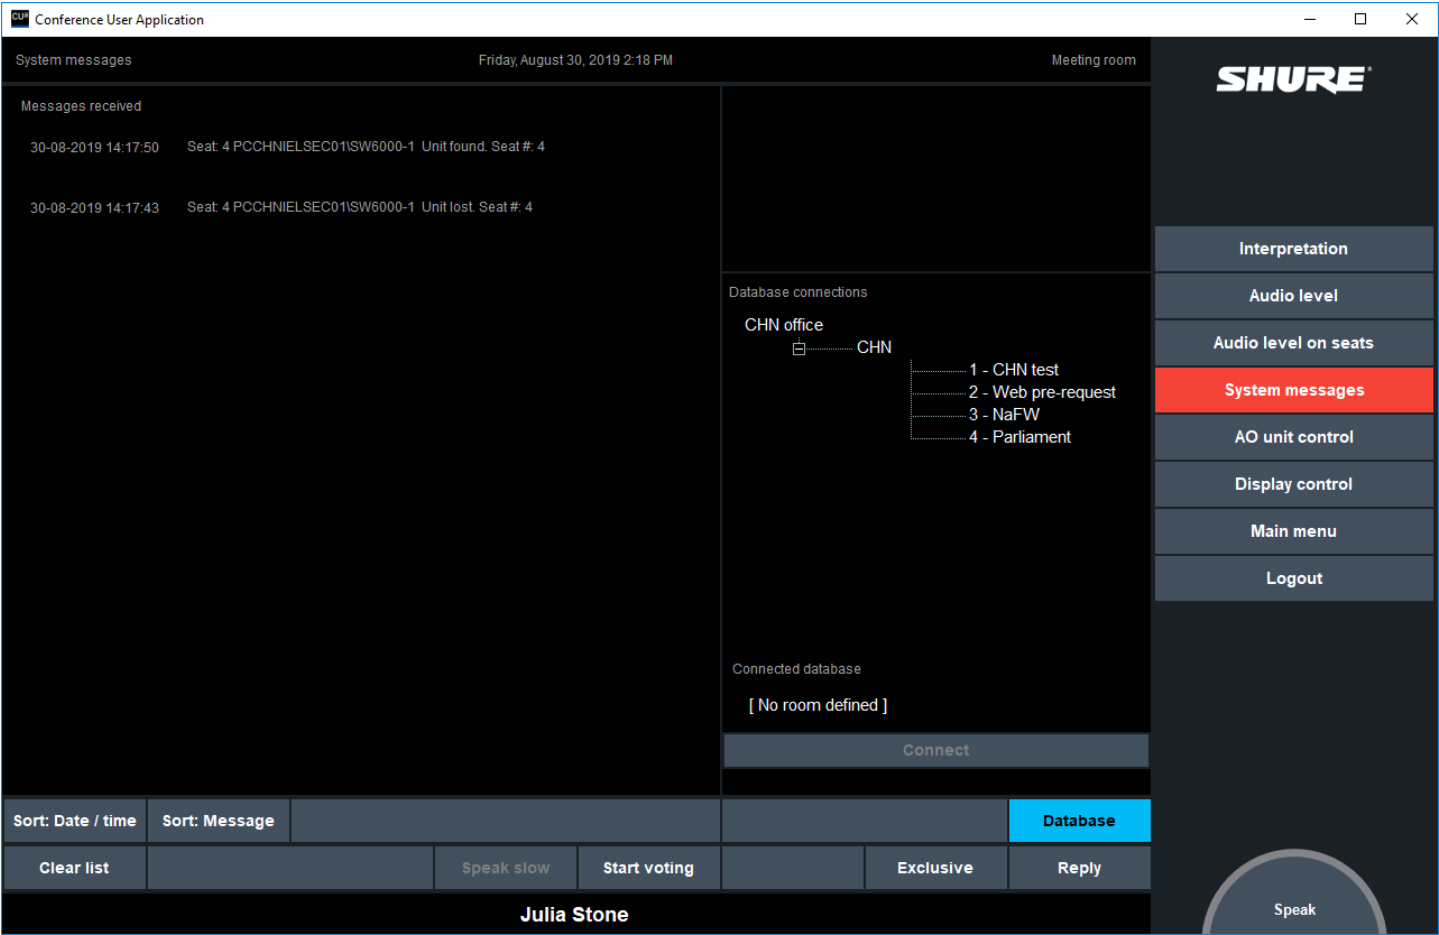 CUa Conference User Application
System messages Friday, August 30, 2019 2:18 PM Meeting room
SHURE
Messages received
30-08-2019 14:17:50 Seat: 4 PCCHNIELSEC01\SW6000-1 Unit found. Seat #: 4
30-08-2019 14:17:43 Seat: 4 PCCHNIELSEC01\SW6000-1 Unit lost. Seat #: 4
Database connections
CHN office
CHN
1 - CHN test
2 - Web pre-request
3 - NaFW
4 - Parliament
Connected database
[ No room defined ]
Connect
Interpretation
Audio level
Audio level on seats
System messages
AO unit control
Display control
Main menu
Logout
Sort: Date / time Sort: Message Database
Clear list Speak slow Start voting Exclusive Reply
Julia Stone
Speak